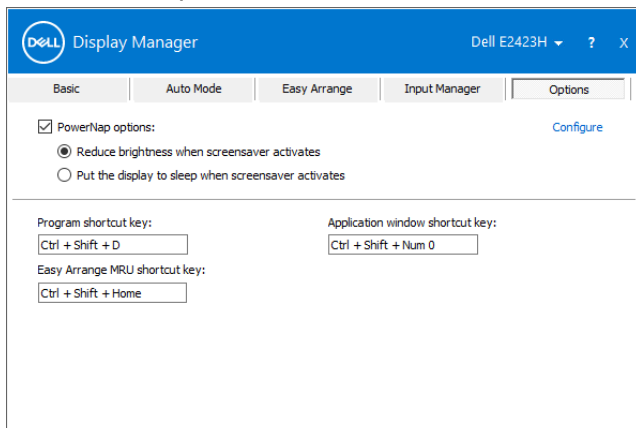 DELL Display Manager Dell E2423H ? X
Basic Auto Mode Easy Arrange Input Manager Options
PowerNap options: Configure
Reduce brightness when screensaver activates
Put the display to sleep when screensaver activates
Program shortcut key: Application window shortcut key:
Ctrl + Shift + D Ctrl + Shift + Num 0
Easy Arrange MRU shortcut key:
Ctrl + Shift + Home